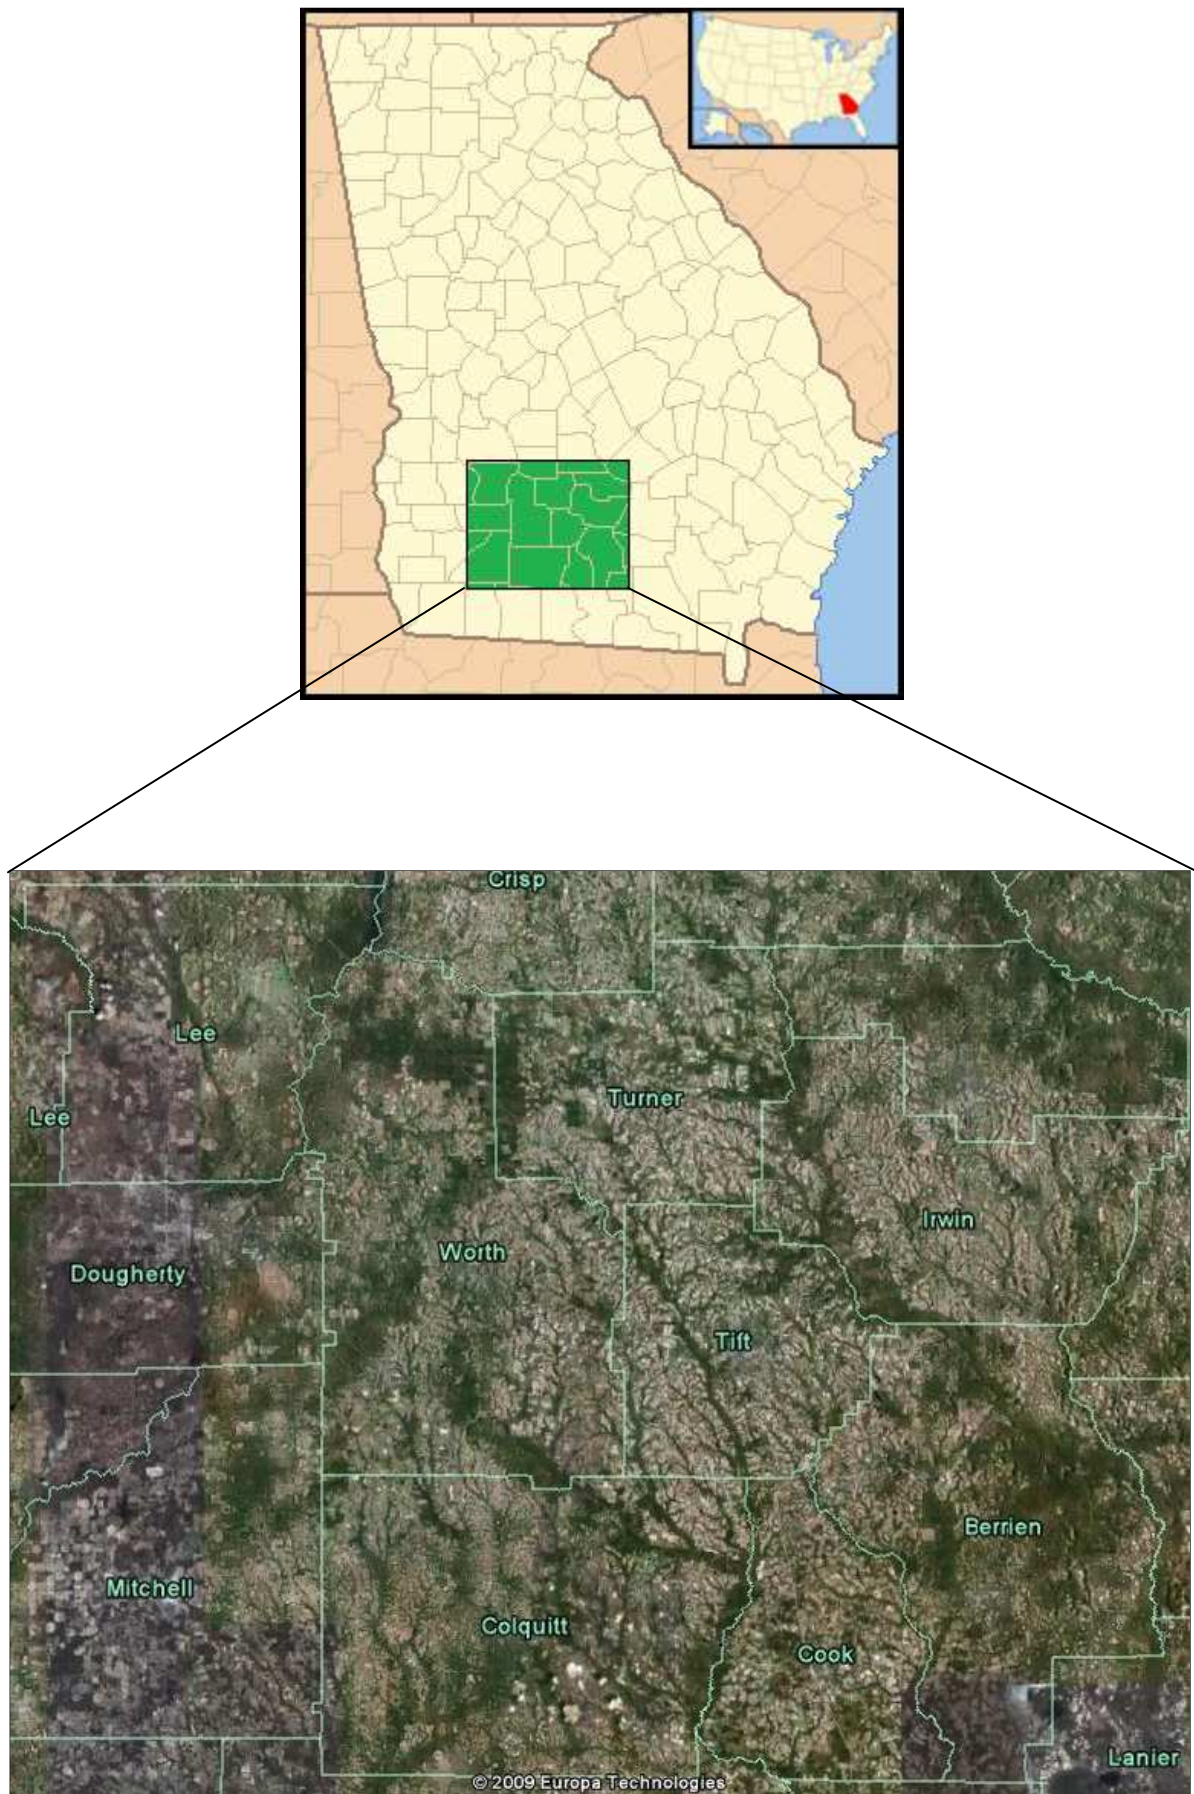 Crisp
Lee
Turner
Lee
Irwin
Worth
Dougherty
Tift
Berrien
Mitchell
Colquitt
Cook
Lanier
© 2009 Europa Technologies